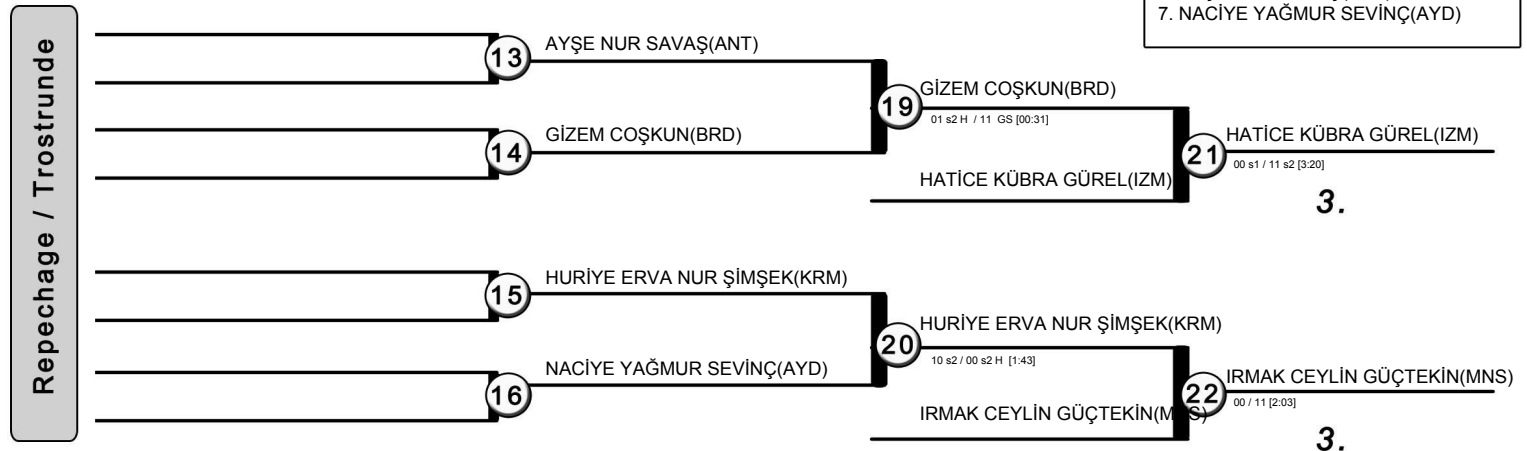 7. NACİYE YAĞMUR SEVİNÇ(AYD)
Repechage / Trostrunde
13
AYŞE NUR SAVAŞ(ANT)
14
GİZEM COŞKUN(BRD)
19
GİZEM COŞKUN(BRD)
01 s2 H / 11 GS [00:31]
HATİCE KÜBRA GÜREL(IZM)
21
HATİCE KÜBRA GÜREL(IZM)
00 s1 / 11 s2 [3:20]
3.
15
HURİYE ERVA NUR ŞİMŞEK(KRM)
16
NACİYE YAĞMUR SEVİNÇ(AYD)
20
HURİYE ERVA NUR ŞİMŞEK(KRM)
10 s2 / 00 s2 H [1:43]
IRMAK CEYLİN GÜÇTEKİN(MNS)
22
IRMAK CEYLİN GÜÇTEKİN(MNS)
00 / 11 [2:03]
3.